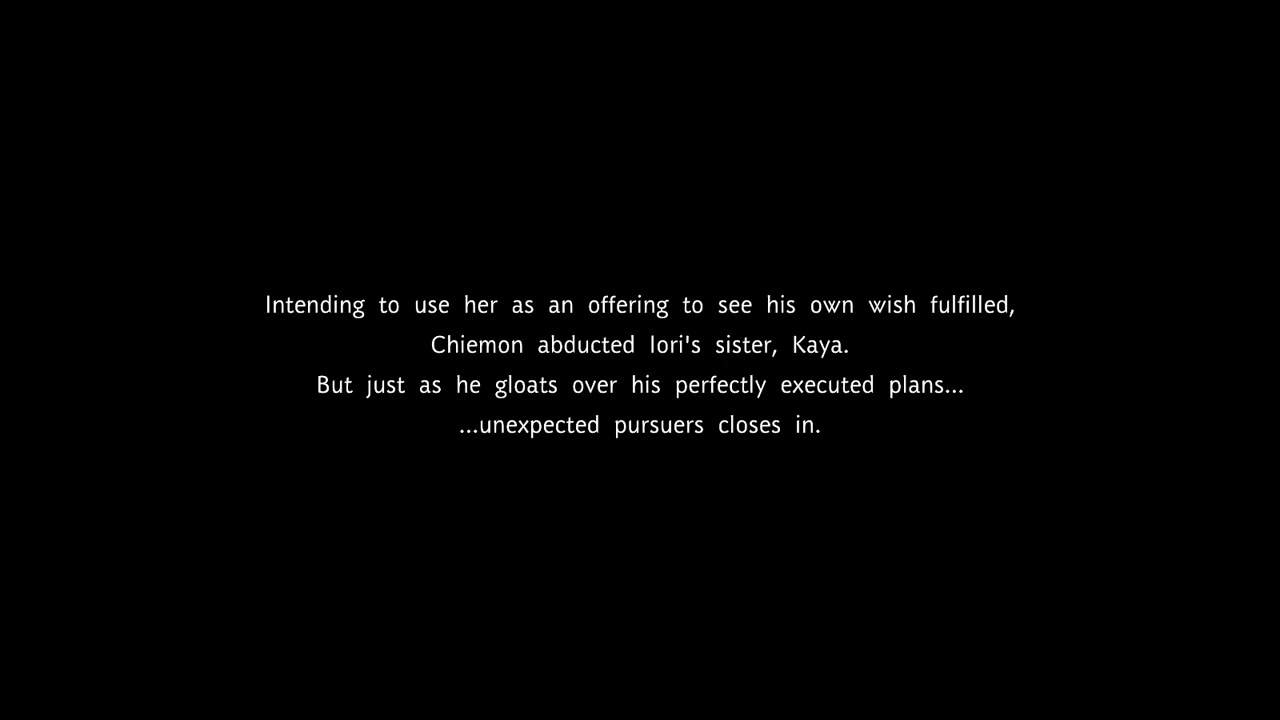 Intending to use her as an offering to see his own wish fulfilled,
Chiemon abducted Iori's sister, Kaya.
But just as he gloats over his perfectly executed plans...
...unexpected pursuers closes in.